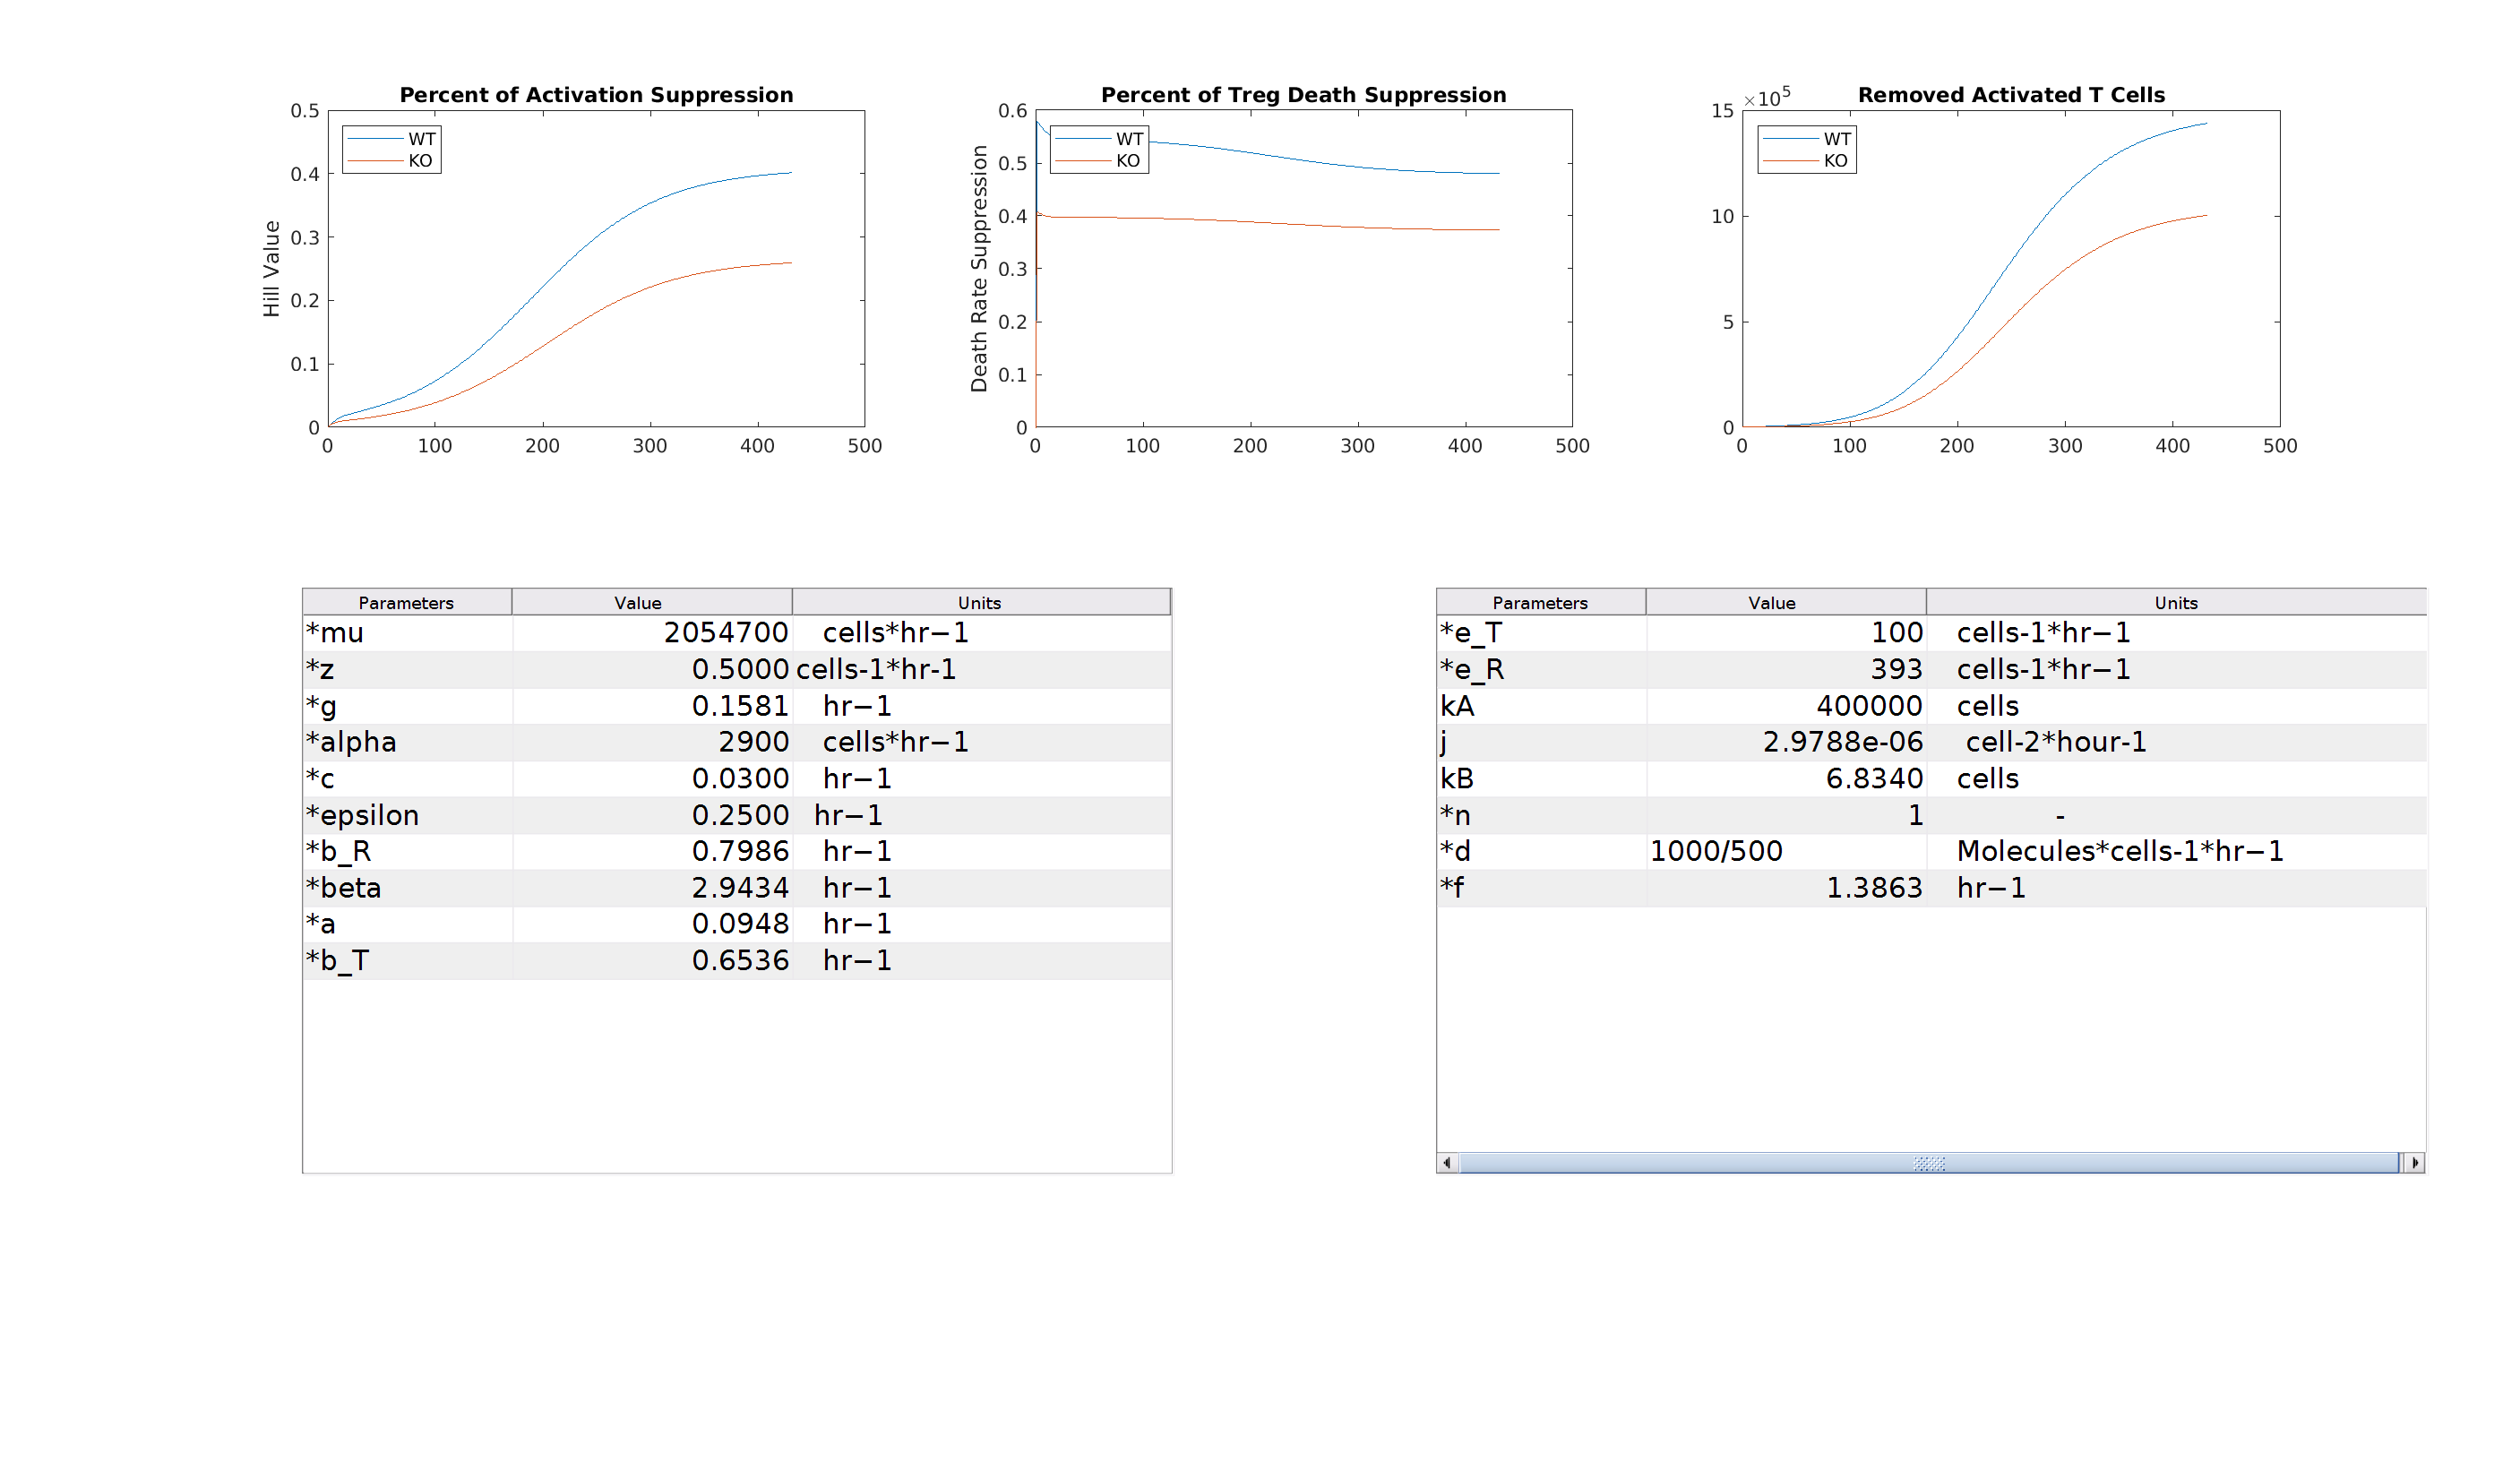 Percent of Activation Suppression
Hill Value
0.5
0.4
0.3
0.2
0.1
0
0 100 200 300 400 500
WT
KO
Percent of Treg Death Suppression
Death Rate Suppression
0.6
0.5
0.4
0.3
0.2
0.1
0
0 100 200 300 400 500
WT
KO
Removed Activated T Cells
×10⁵
15
10
5
0
0 100 200 300 400 500
WT
KO
Parameters Value Units
*mu 2054700 cells*hr−1
*z 0.5000 cells-1*hr-1
*g 0.1581 hr−1
*alpha 2900 cells*hr−1
*c 0.0300 hr−1
*epsilon 0.2500 hr−1
*b_R 0.7986 hr−1
*beta 2.9434 hr−1
*a 0.0948 hr−1
*b_T 0.6536 hr−1
Parameters Value Units
*e_T 100 cells-1*hr−1
*e_R 393 cells-1*hr−1
kA 400000 cells
j 2.9788e-06 cell-2*hour-1
kB 6.8340 cells
*n 1 -
*d 1000/500 Molecules*cells-1*hr−1
*f 1.3863 hr−1